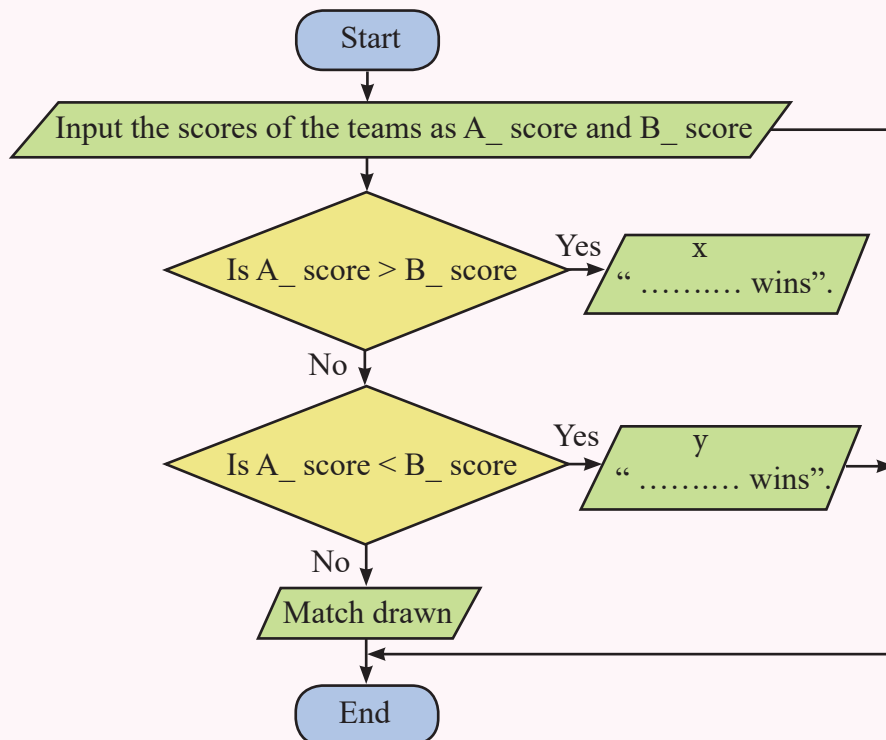 Start
Input the scores of the teams as A_ score and B_ score
Is A_ score > B_ score
Yes
x
“ ……..… wins”.
No
Is A_ score < B_ score
Yes
y
“ ……..… wins”.
No
Match drawn
End